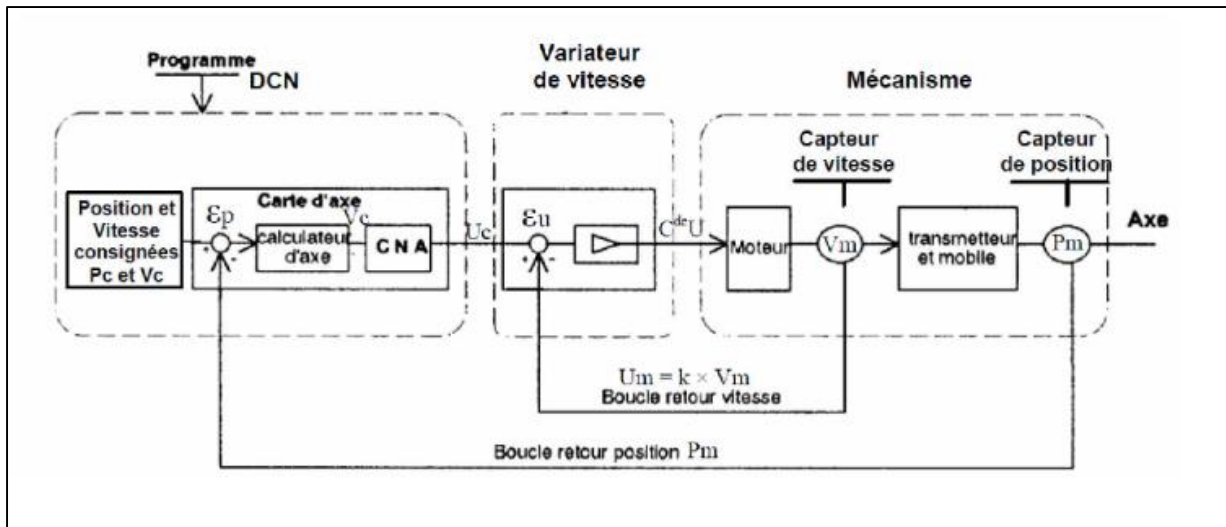 Programme
DCN
Variateur
de vitesse
Mécanisme
Capteur
de vitesse
Capteur
de position
Position et
Vitesse
consignées
Pc et Vc
εp
+
-
Carte d'axe
calculateur
d'axe
Vc
CNA
Uc
εu
+
-
C^de U
Moteur
Vm
transmetteur
et mobile
Pm
Axe
Um = k × Vm
Boucle retour vitesse
Boucle retour position Pm